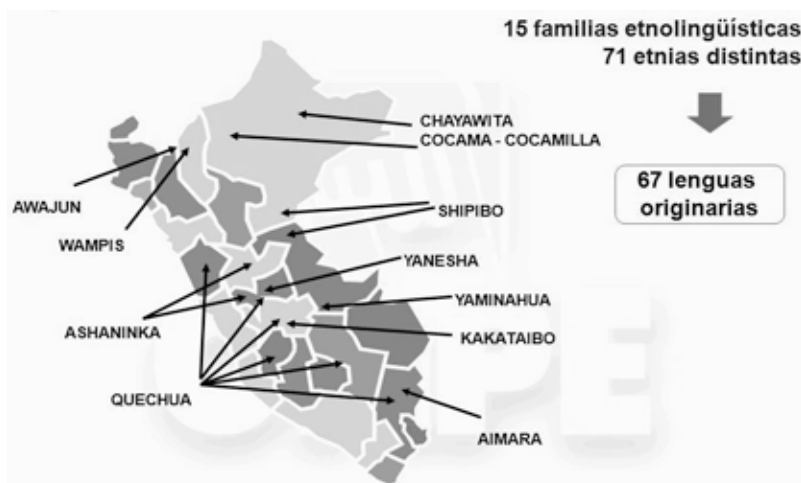 15 familias etnolingüísticas
71 etnias distintas
67 lenguas
originarias
CHAYAWITA
COCAMA - COCAMILLA
AWAJUN
WAMPIS
SHIPIBO
YANESHA
YAMINAHUA
ASHANINKA
KAKATAIBO
QUECHUA
AIMARA